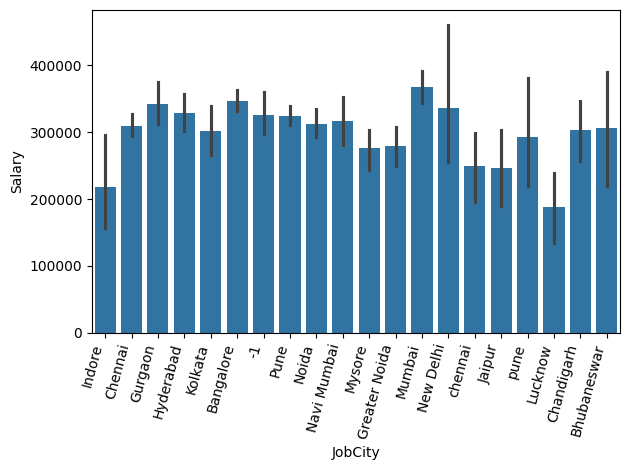 400000
300000
200000
100000
0
Salary
Indore
Chennai
Gurgaon
Hyderabad
Kolkata
Bangalore
-1
Pune
Noida
Navi Mumbai
Mysore
Greater Noida
Mumbai
New Delhi
chennai
Jaipur
pune
Lucknow
Chandigarh
Bhubaneswar
JobCity